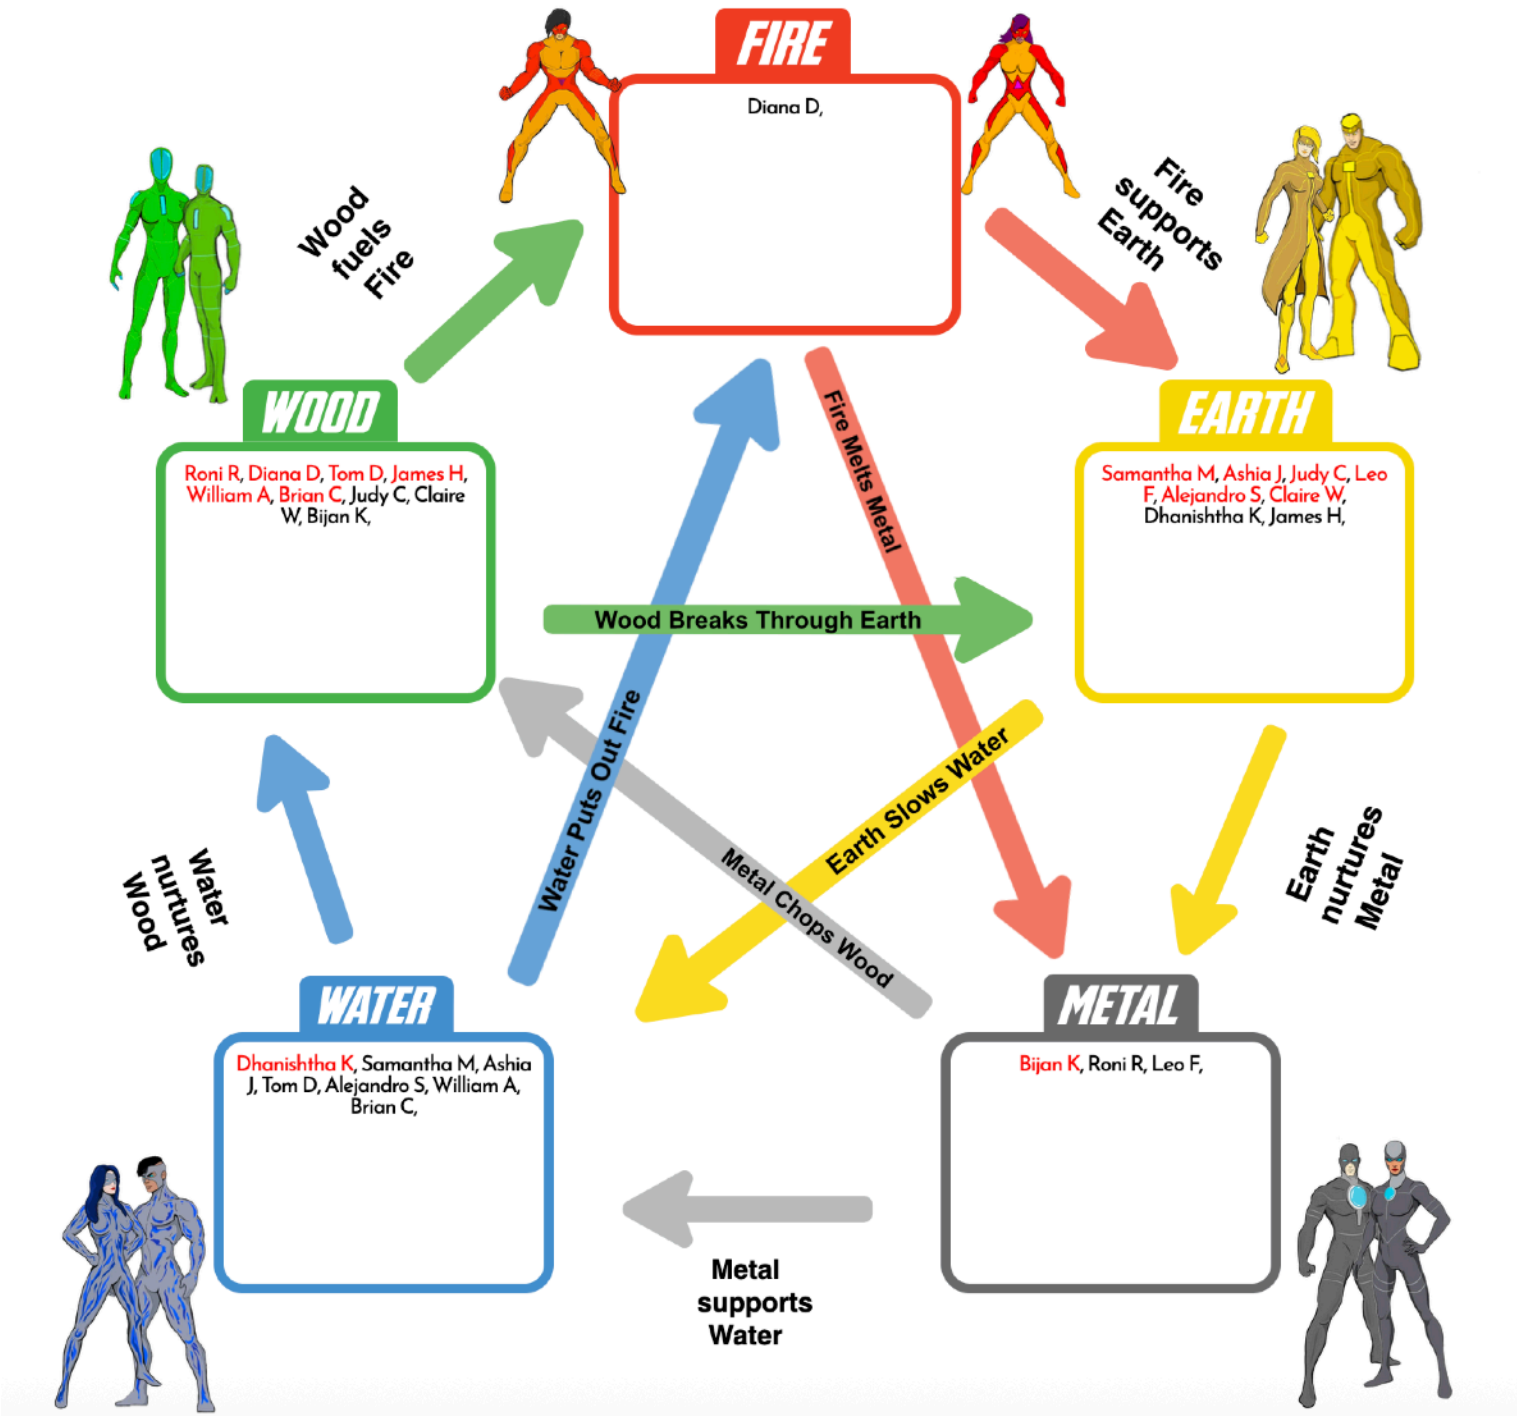 FIRE
Diana D,
Wood
fuels
Fire
Fire
supports
Earth
WOOD
Roni R, Diana D, Tom D, James H,
William A, Brian C, Judy C, Claire
W, Bijan K,
EARTH
Samantha M, Ashia J, Judy C, Leo
F, Alejandro S, Claire W,
Dhanishtha K, James H,
Fire Melts Metal
Wood Breaks Through Earth
Water Puts Out Fire
Earth Slows Water
Metal Chops Wood
Water
nurtures
Wood
Earth
nurtures
Metal
WATER
Dhanishtha K, Samantha M, Ashia
J, Tom D, Alejandro S, William A,
Brian C,
METAL
Bijan K, Roni R, Leo F,
Metal
supports
Water